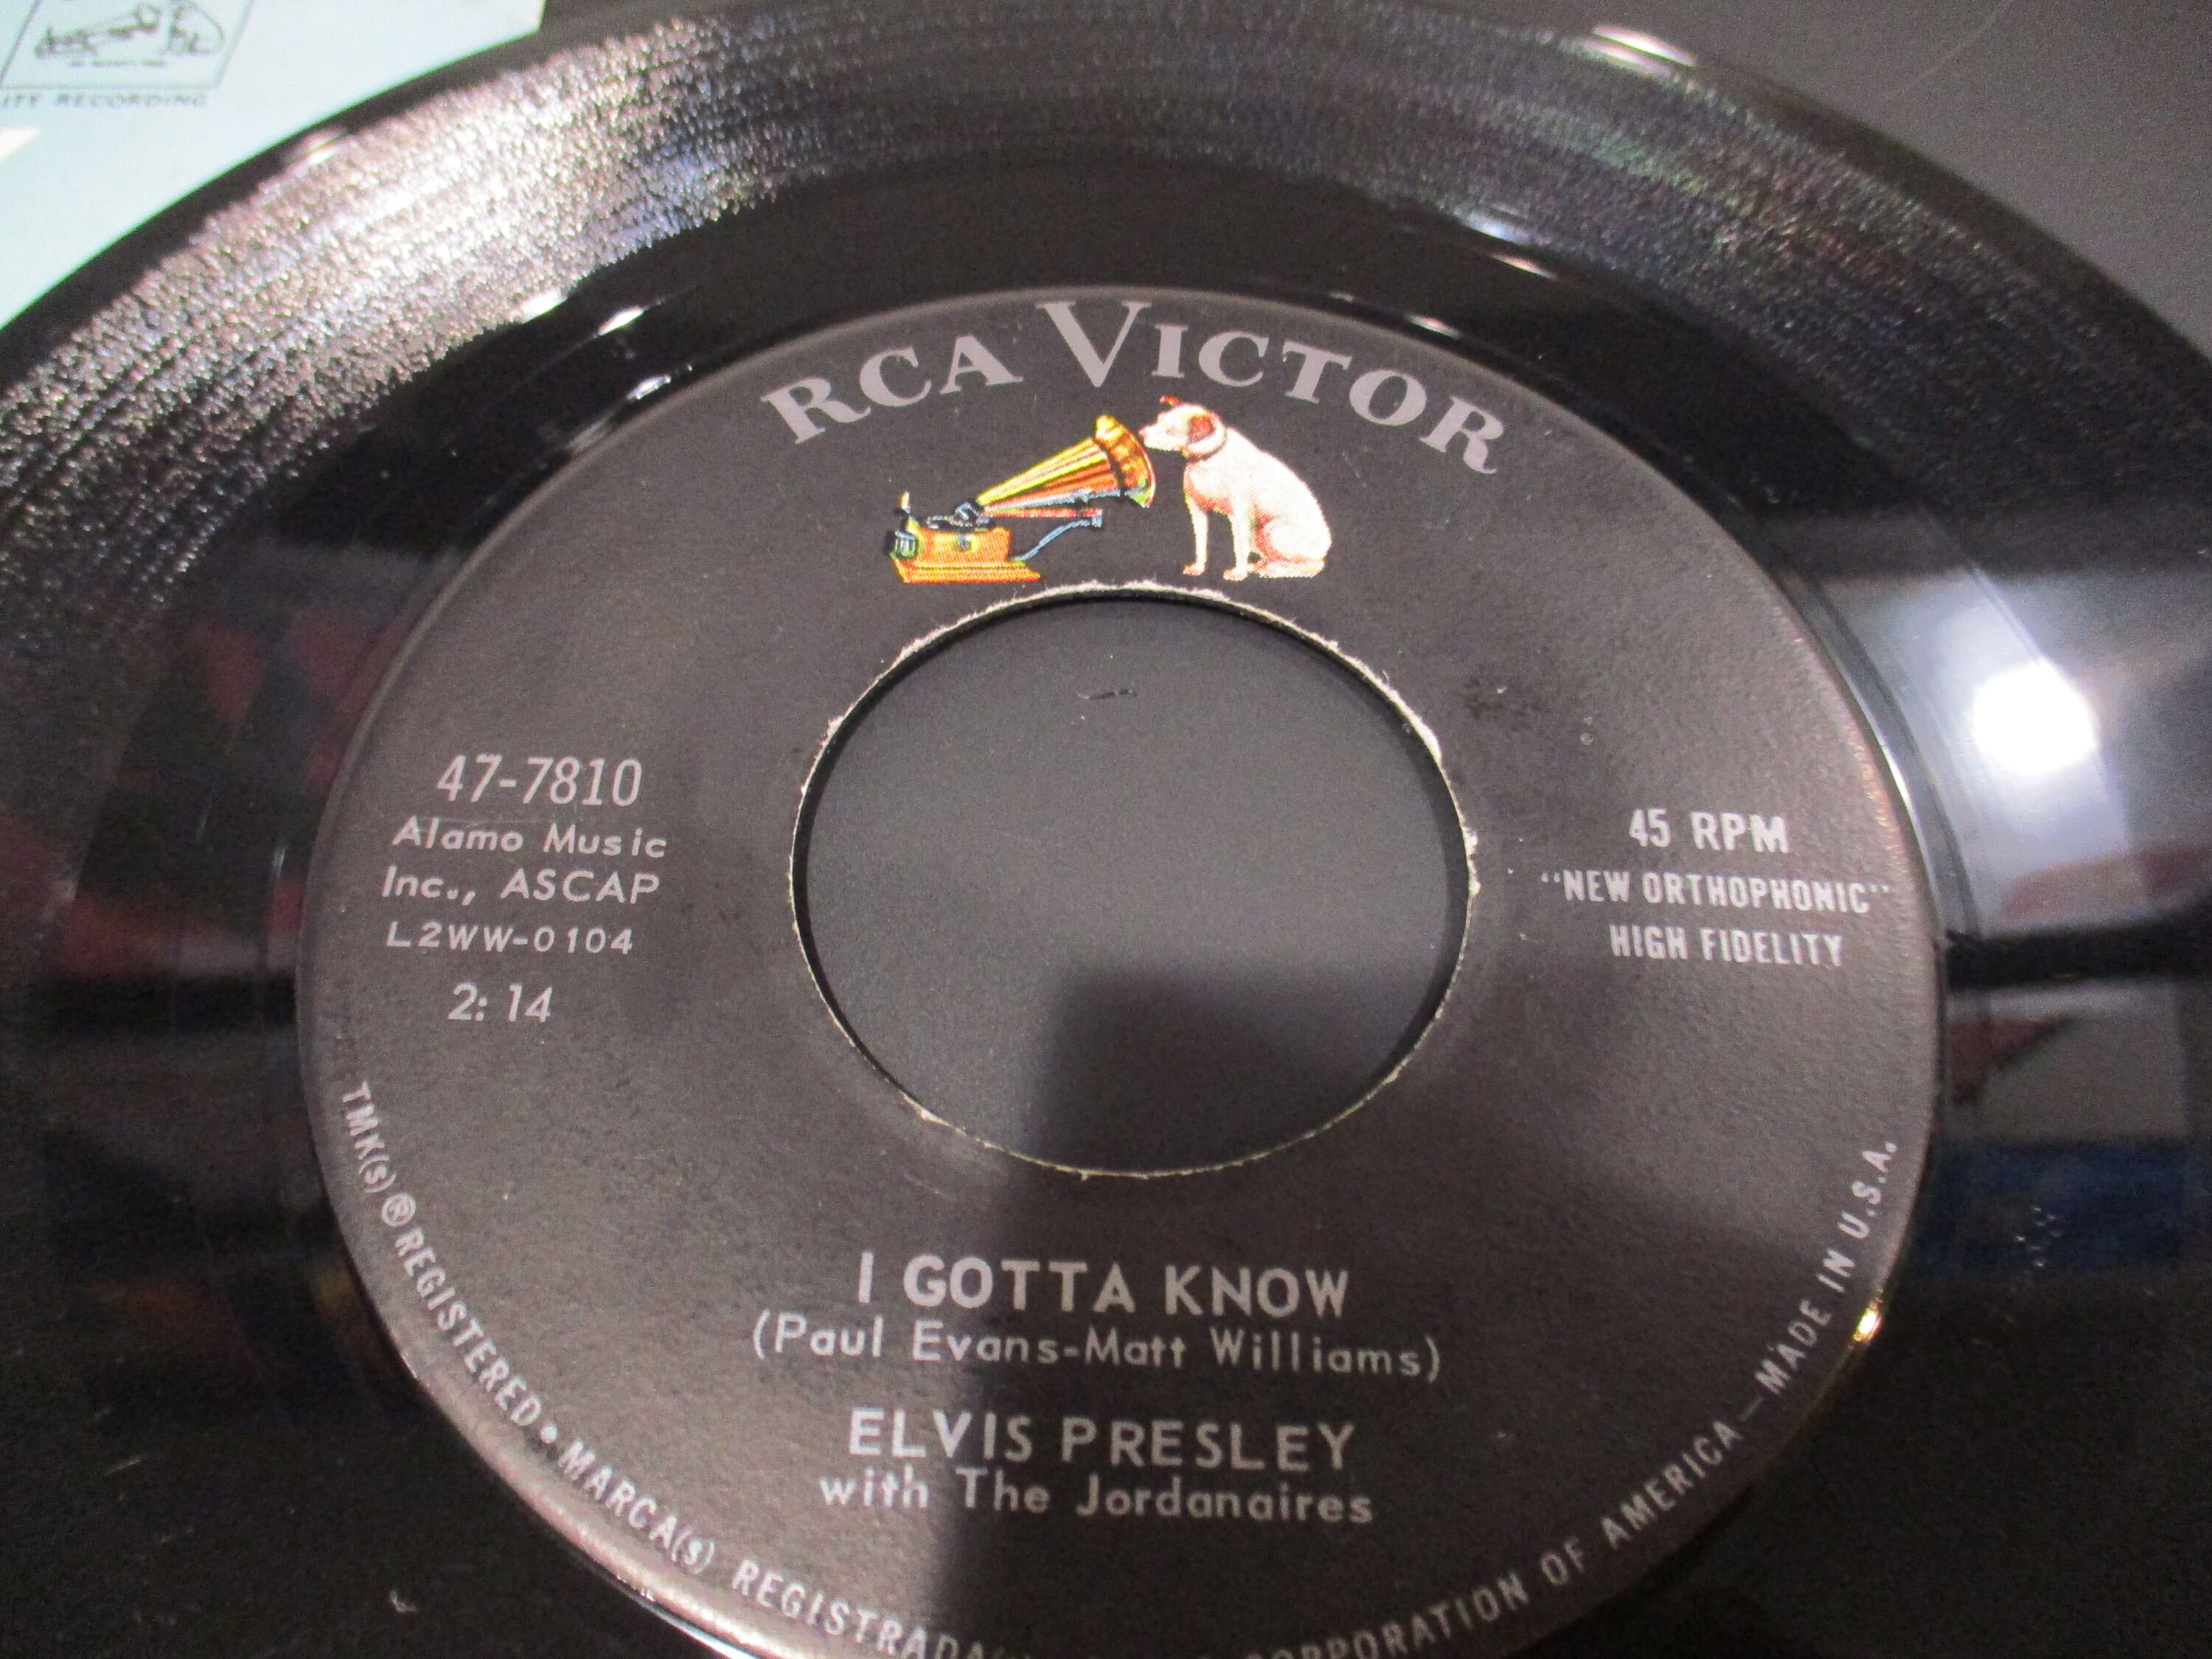 ITY RECORDING
RCA VICTOR
47-7810
Alamo Music
Inc., ASCAP
L2WW-0104
2:14
45 RPM
"NEW ORTHOPHONIC"
HIGH FIDELITY
I GOTTA KNOW
(Paul Evans-Matt Williams)
ELVIS PRESLEY
with The Jordanaires
TMK(s) ® REGISTERED • MARCA(s) REGISTRADA( CORPORATION OF AMERICA—MADE IN U.S.A.